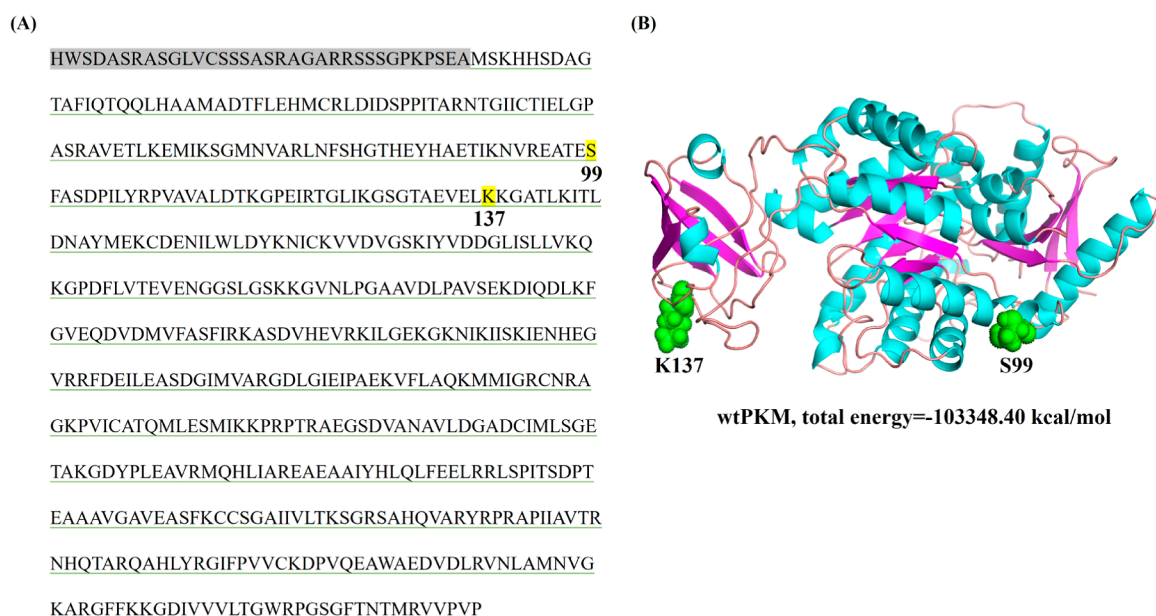 (A)
HWSDASRASGLVCSSSASRAGARRSSSGPKPSEAMSKHHSDAG
TAFIQTQQLHAAMADTFLEHMCRLDIDSPPITARNTGIICTIELGP
ASRAVETLKEMIKSGMNVARLNFSHGTHEYHAETIKNVREATES
99
FASDPILYRPVAVALDTKGPEIRTGLIKGSGTAEVELKKGATLKITL
137
DNAYMEKCDENILWLDYKNICKVVDVGSKIYVDDGLISLLVKQ
KGPDFLVTEVENGGSLGSKKGVNLPGAAVDLPAVSEKDIQDLKF
GVEQDVDMVFASFIRKASDVHEVRKILGEKGKNIKIISKIENHEG
VRRFDEILEASDGIMVARGDLGIEIPAEKVFLAQKMMIGRCNRA
GKPVICATQMLESMIKKPRPTRAEGSDVANAVLDGADCIMLSGE
TAKGDYPLEAVRMQHLIAREAEAAIYHLQLFEELRRLSPITSDPT
EAAAVGAVEASFKCCSGAIIVLTKSGRSAHQVARYRPRAPIIAVTR
NHQTARQAHLYRGIFPVVCKDPVQEAWAEDVDLRVNLAMNVG
KARGFFKKGDIVVVLTGWRPGSGFTNTMRVVPVP
(B)
K137
S99
wtPKM, total energy=-103348.40 kcal/mol